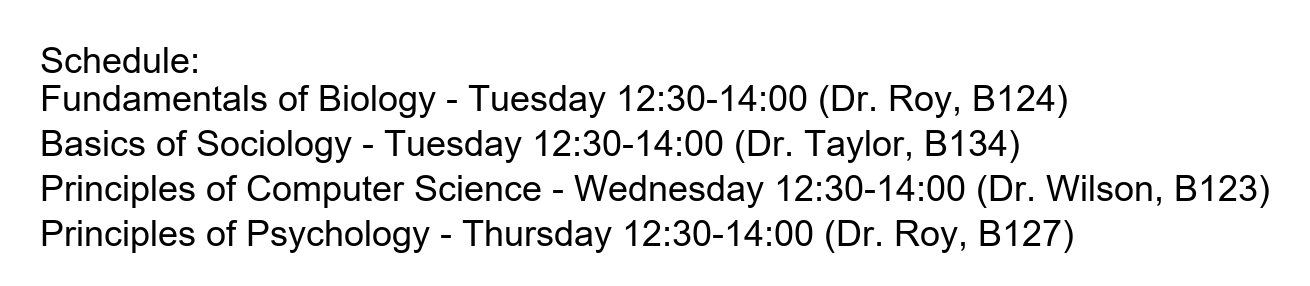 Schedule:
Fundamentals of Biology - Tuesday 12:30-14:00 (Dr. Roy, B124)
Basics of Sociology - Tuesday 12:30-14:00 (Dr. Taylor, B134)
Principles of Computer Science - Wednesday 12:30-14:00 (Dr. Wilson, B123)
Principles of Psychology - Thursday 12:30-14:00 (Dr. Roy, B127)